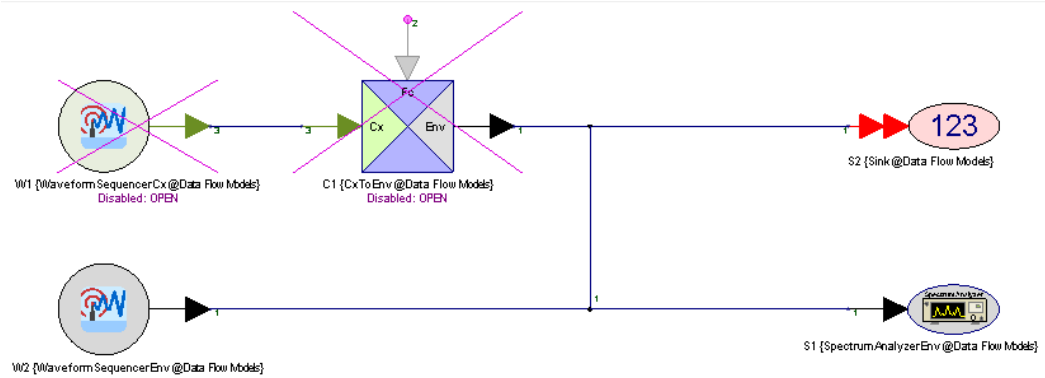 2
Fc
Cx
Env
3
3
1
1
123
W1 {WaveformSequencerCx@Data Flow Models}
Disabled: OPEN
C1 {CxToEnv@Data Flow Models}
Disabled: OPEN
S2 {Sink@Data Flow Models}
1
SpectrumAnalyzer
1
1
W2 {WaveformSequencerEnv@Data Flow Models}
S1 {SpectrumAnalyzerEnv@Data Flow Models}